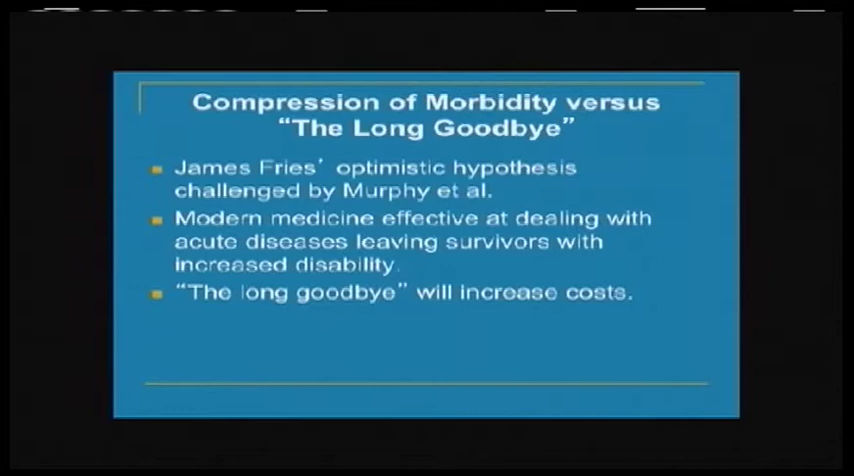 Compression of Morbidity versus
“The Long Goodbye”
James Fries’ optimistic hypothesis
challenged by Murphy et al.
Modern medicine effective at dealing with
acute diseases leaving survivors with
increased disability.
“The long goodbye” will increase costs.